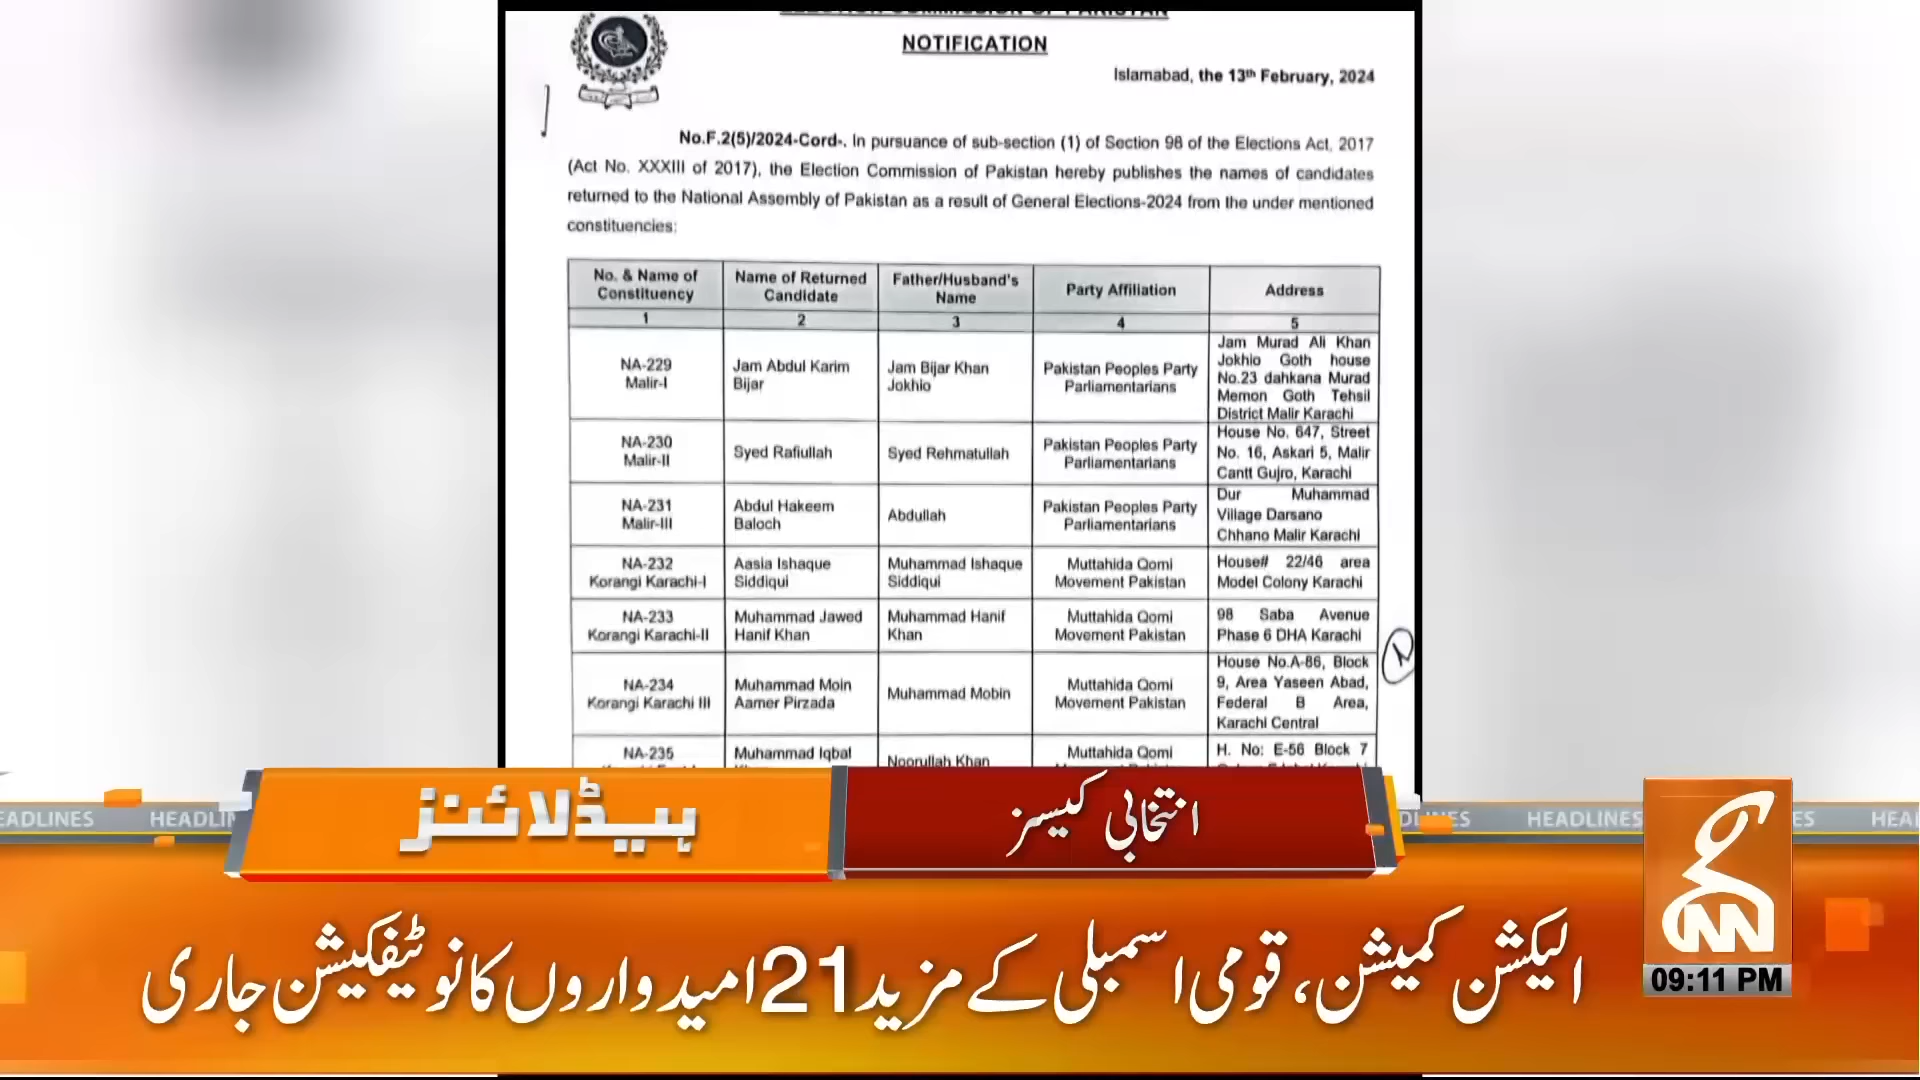 ELECTION COMMISSION OF PAKISTAN
NOTIFICATION
Islamabad, the 13th February, 2024
No.F.2(5)/2024-Cord-. In pursuance of sub-section (1) of Section 98 of the Elections Act, 2017
(Act No. XXXIII of 2017), the Election Commission of Pakistan hereby publishes the names of candidates
returned to the National Assembly of Pakistan as a result of General Elections-2024 from the under mentioned
constituencies:
No. & Name of Constituency | Name of Returned Candidate | Father/Husband's Name | Party Affiliation | Address
1 | 2 | 3 | 4 | 5
NA-229 Malir-I | Jam Abdul Karim Bijar | Jam Bijar Khan Jokhio | Pakistan Peoples Party Parliamentarians | Jam Murad Ali Khan Jokhio Goth house No.23 dahkana Murad Memon Goth Tehsil District Malir Karachi
NA-230 Malir-II | Syed Rafiullah | Syed Rehmatullah | Pakistan Peoples Party Parliamentarians | House No. 647, Street No. 16, Askari 5, Malir Cantt Gujro, Karachi
NA-231 Malir-III | Abdul Hakeem Baloch | Abdullah | Pakistan Peoples Party Parliamentarians | Dur Muhammad Village Darsano Chhano Malir Karachi
NA-232 Korangi Karachi-I | Aasia Ishaque Siddiqui | Muhammad Ishaque Siddiqui | Muttahida Qomi Movement Pakistan | House# 22/46 area Model Colony Karachi
NA-233 Korangi Karachi-II | Muhammad Jawed Hanif Khan | Muhammad Hanif Khan | Muttahida Qomi Movement Pakistan | 98 Saba Avenue Phase 6 DHA Karachi
NA-234 Korangi Karachi III | Muhammad Moin Aamer Pirzada | Muhammad Mobin | Muttahida Qomi Movement Pakistan | House No.A-86, Block 9, Area Yaseen Abad, Federal B Area, Karachi Central
NA-235 | Muhammad Iqbal | Noorullah Khan | Muttahida Qomi | H. No: E-56 Block 7
HEADLINES HEADLINES
انتخابی کیسز
ہیڈلائنز
GNN
09:11 PM
الیکشن کمیشن، قومی اسمبلی کے مزید 21 امیدواروں کا نوٹیفکیشن جاری